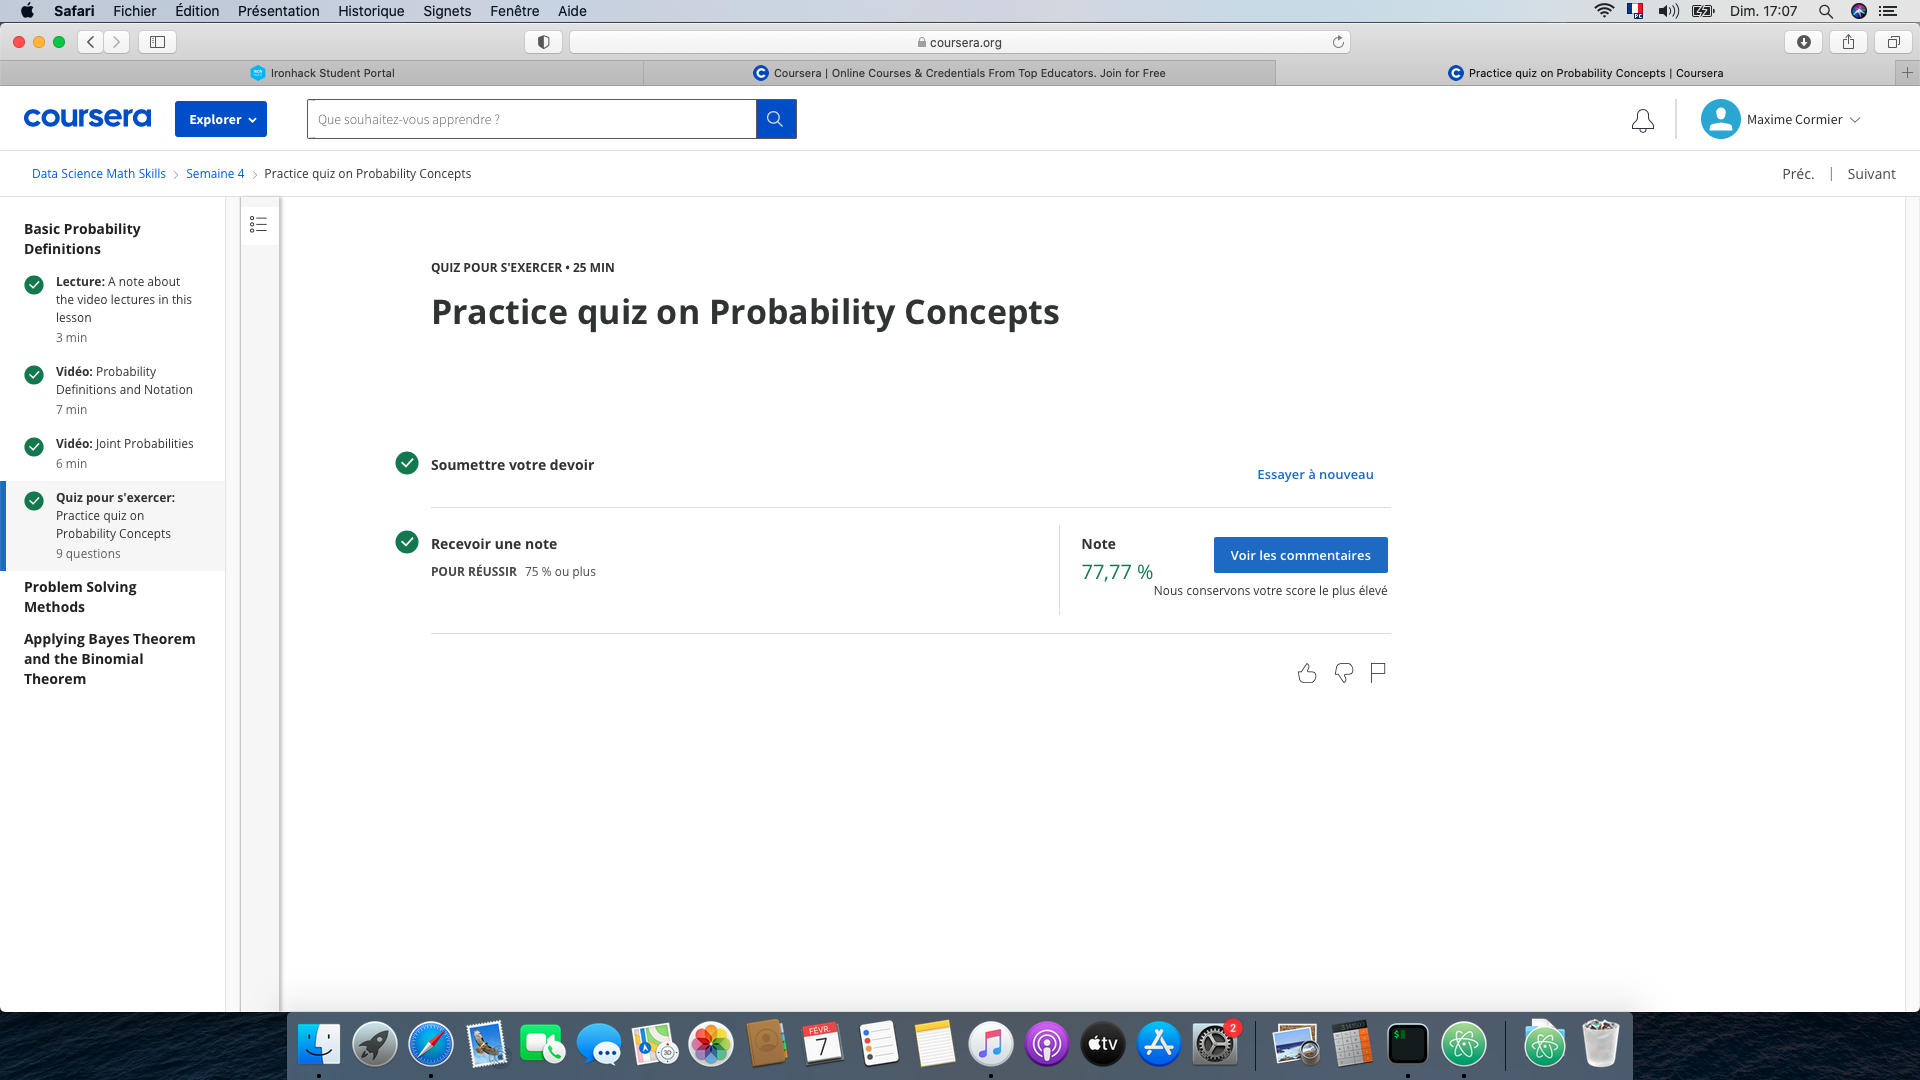 Safari Fichier Édition Présentation Historique Signets Fenêtre Aide Dim. 17:07
coursera.org
Ironhack Student Portal
Coursera | Online Courses & Credentials From Top Educators. Join for Free
Practice quiz on Probability Concepts | Coursera
coursera
Explorer
Que souhaitez-vous apprendre ?
Maxime Cormier
Data Science Math Skills > Semaine 4 > Practice quiz on Probability Concepts
Préc. | Suivant
Basic Probability
Definitions
Lecture: A note about
the video lectures in this
lesson
3 min
Vidéo: Probability
Definitions and Notation
7 min
Vidéo: Joint Probabilities
6 min
Quiz pour s'exercer:
Practice quiz on
Probability Concepts
9 questions
Problem Solving
Methods
Applying Bayes Theorem
and the Binomial
Theorem
QUIZ POUR S'EXERCER • 25 MIN
Practice quiz on Probability Concepts
Soumettre votre devoir
Essayer à nouveau
Recevoir une note
POUR RÉUSSIR 75 % ou plus
Note
77,77 %
Voir les commentaires
Nous conservons votre score le plus élevé
FÉVR.
7
3D
tv
2
$